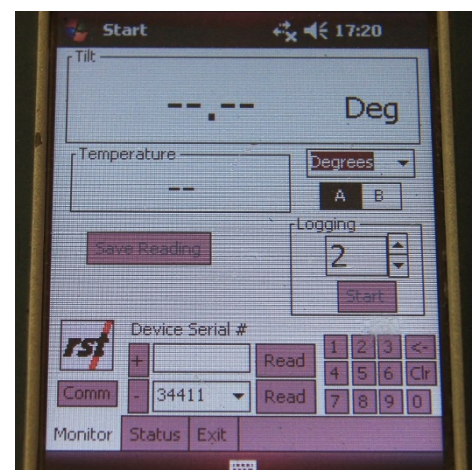 Start 17:20
Tilt
--.-- Deg
Temperature
--
Degrees
A B
Logging
2
Save Reading
Start
rst
Device Serial #
+ Read
1 2 3 <-
4 5 6 Clr
Comm - 34411 Read
7 8 9 0
Monitor Status Exit